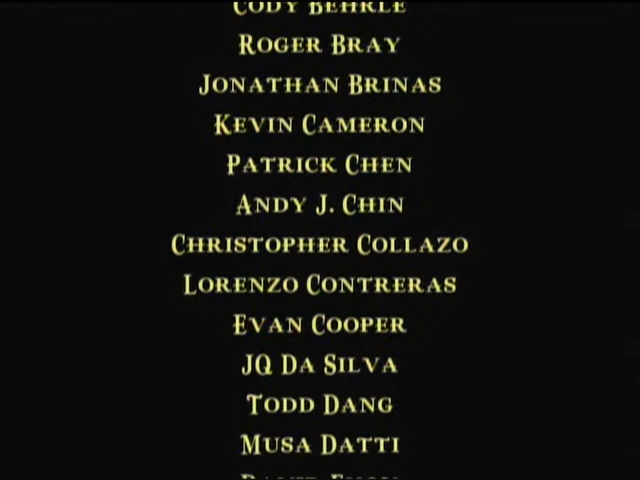 Cody Behrle
Roger Bray
Jonathan Brinas
Kevin Cameron
Patrick Chen
Andy J. Chin
Christopher Collazo
Lorenzo Contreras
Evan Cooper
JQ Da Silva
Todd Dang
Musa Datti